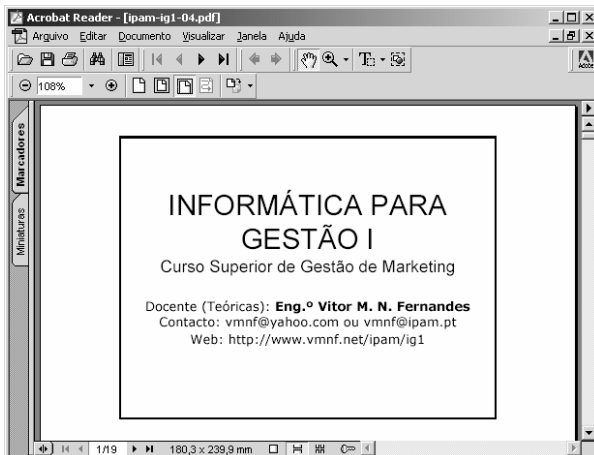 Acrobat Reader - [ipam-ig1-04.pdf]
Arquivo Editar Documento Visualizar Janela Ajuda
108%
Marcadores
Miniaturas
INFORMÁTICA PARA
GESTÃO I
Curso Superior de Gestão de Marketing
Docente (Teóricas): Eng.º Vitor M. N. Fernandes
Contacto: vmnf@yahoo.com ou vmnf@ipam.pt
Web: http://www.vmnf.net/ipam/ig1
1/19 180,3 x 239,9 mm